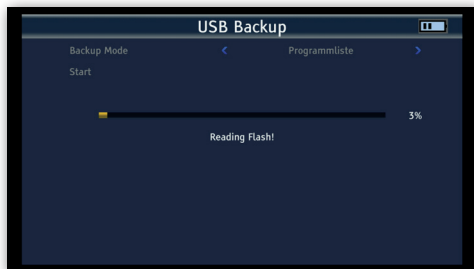 USB Backup
Backup Mode < Programmliste >
Start
3%
Reading Flash!